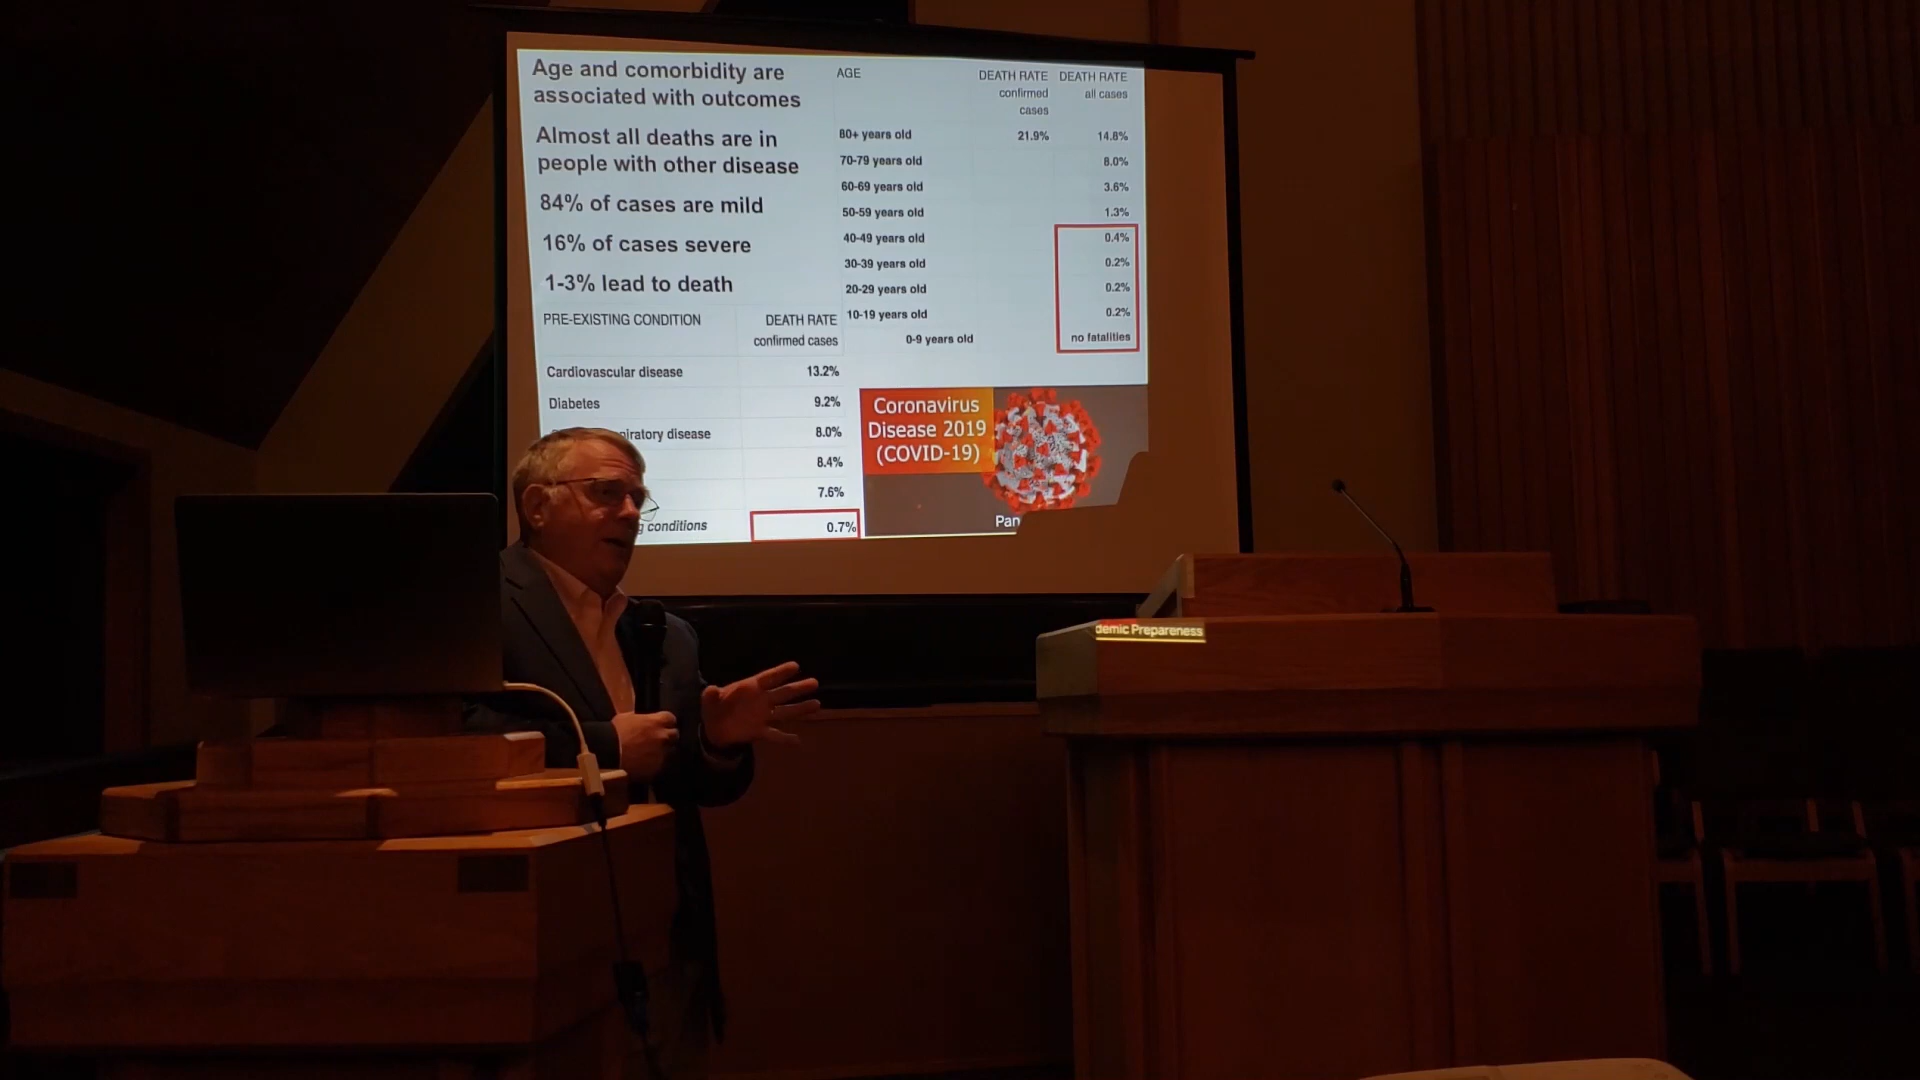 Age and comorbidity are
associated with outcomes
Almost all deaths are in
people with other disease
84% of cases are mild
16% of cases severe
1-3% lead to death
PRE-EXISTING CONDITION DEATH RATE
confirmed cases
Cardiovascular disease 13.2%
Diabetes 9.2%
iratory disease 8.0%
8.4%
7.6%
g conditions 0.7%
AGE DEATH RATE DEATH RATE
confirmed all cases
cases
80+ years old 21.9% 14.8%
70-79 years old 8.0%
60-69 years old 3.6%
50-59 years old 1.3%
40-49 years old 0.4%
30-39 years old 0.2%
20-29 years old 0.2%
10-19 years old 0.2%
0-9 years old no fatalities
Coronavirus
Disease 2019
(COVID-19)
Pan
demic Prepareness